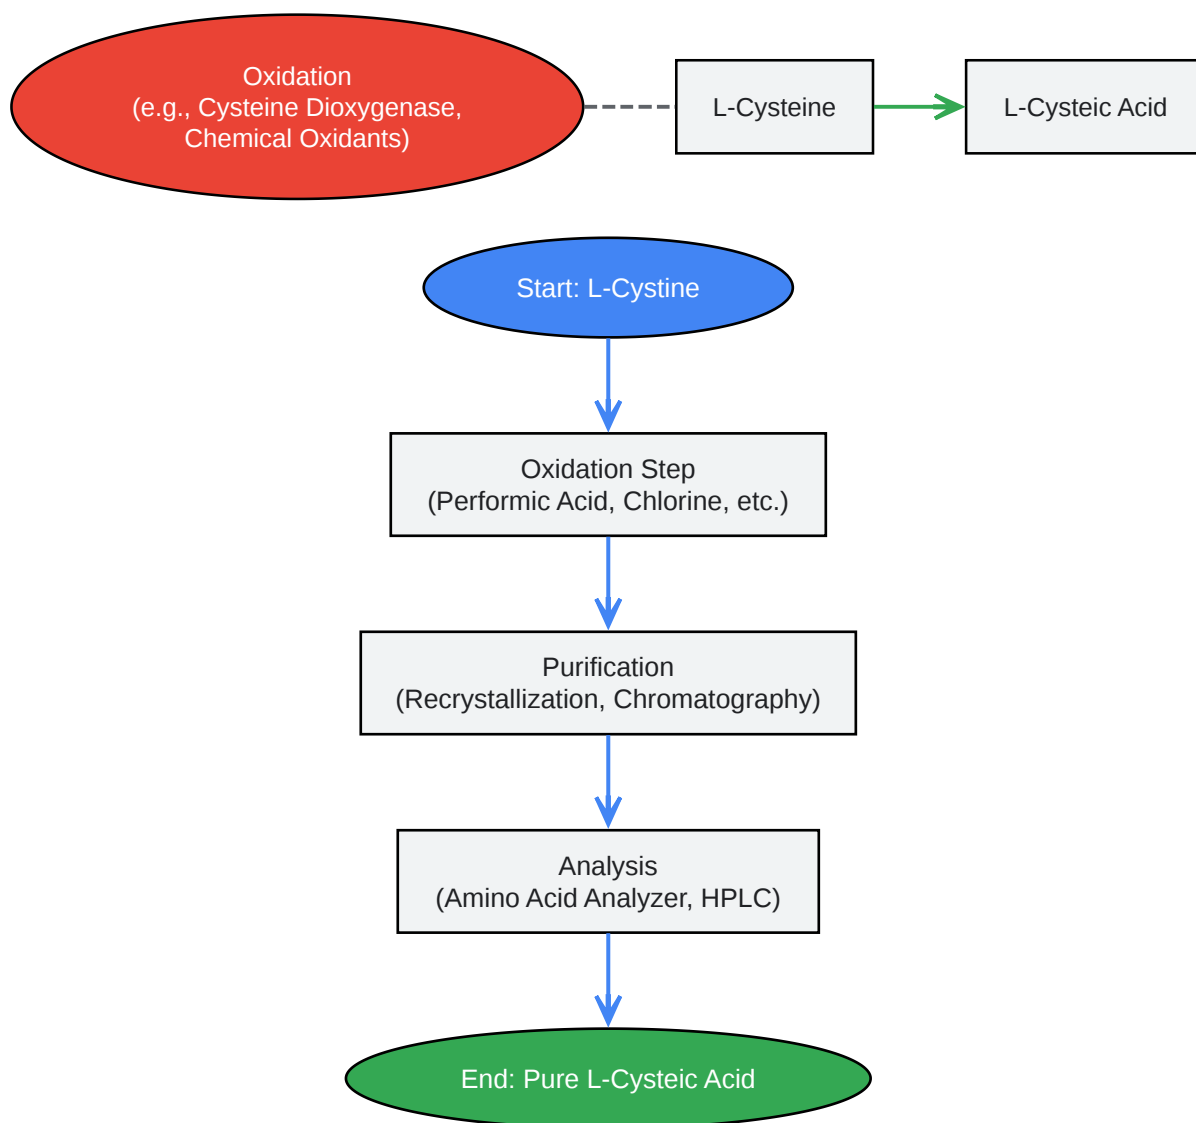 Oxidation
(e.g., Cysteine Dioxygenase,
Chemical Oxidants)
L-Cysteine
L-Cysteic Acid
Start: L-Cystine
Oxidation Step
(Performic Acid, Chlorine, etc.)
Purification
(Recrystallization, Chromatography)
Analysis
(Amino Acid Analyzer, HPLC)
End: Pure L-Cysteic Acid